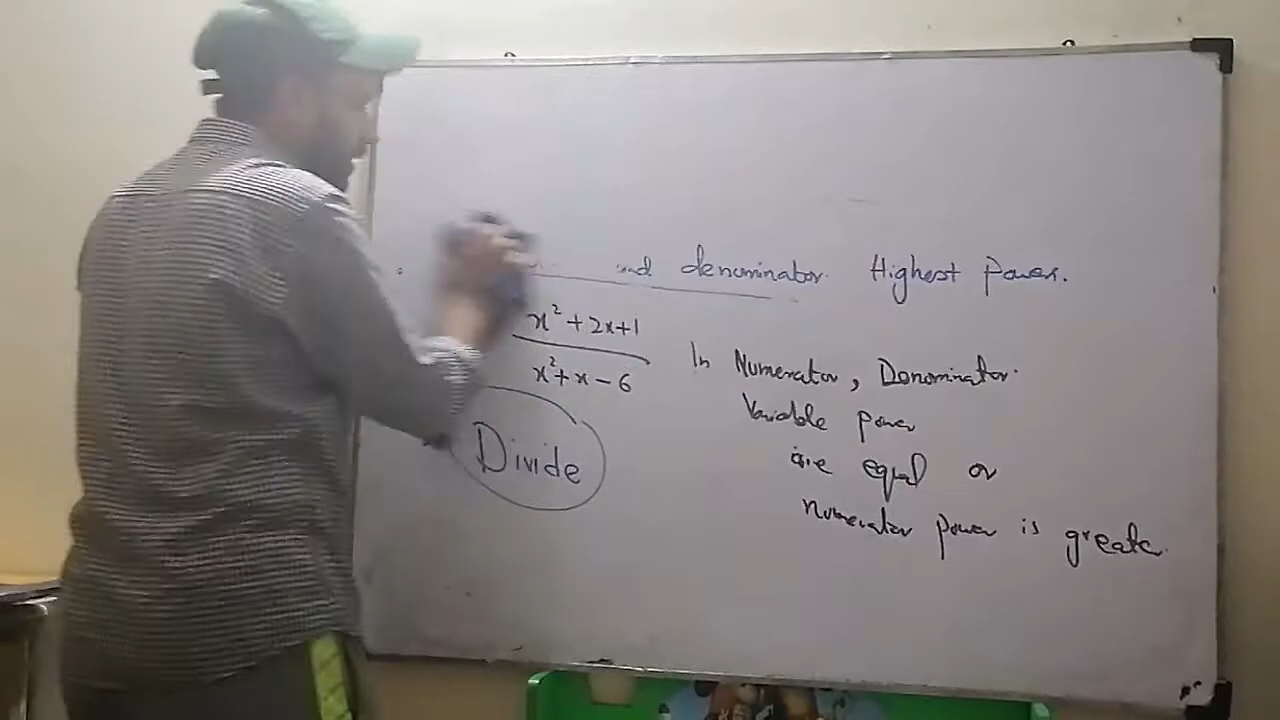 and denominator. Highest Power.
x² + 2x + 1
x² + x - 6
In Numerator, Denominator.
Variable power
are equal or
Numerator power is greater.
Divide